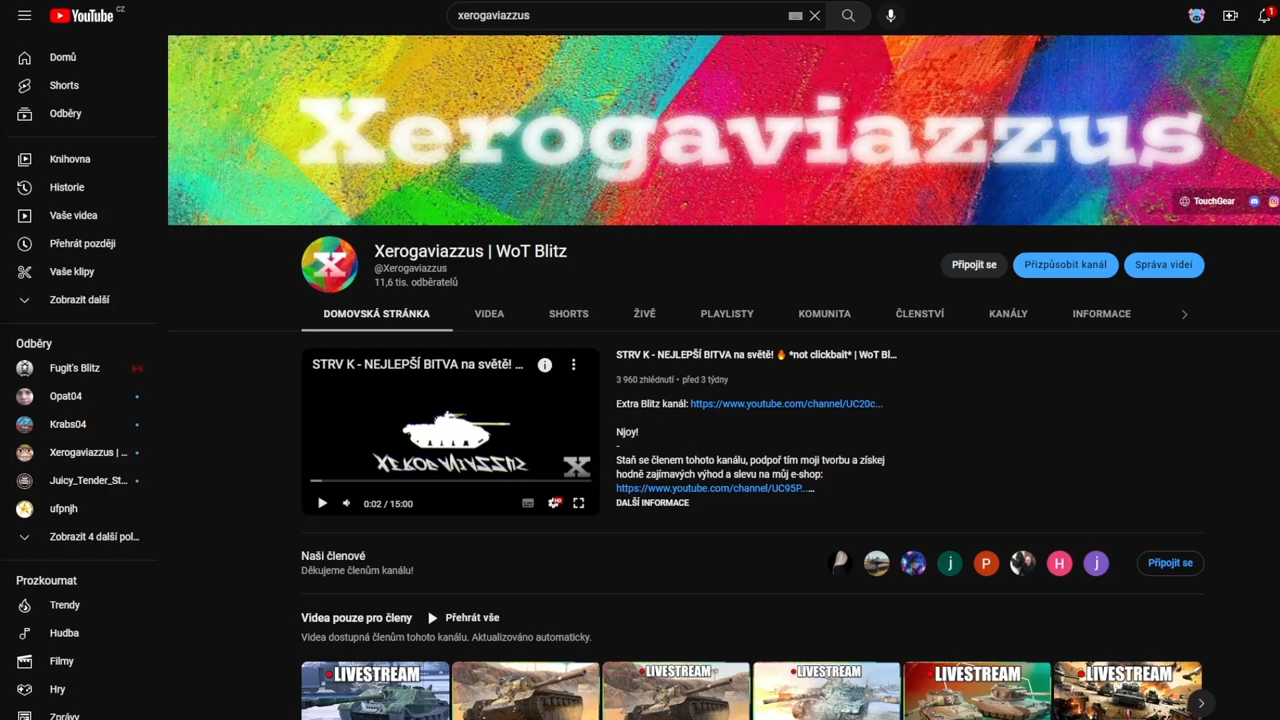 YouTube CZ
xerogaviazzus
1
Domů
Shorts
Odběry
Knihovna
Historie
Vaše videa
Přehrát později
Vaše klipy
Zobrazit další
Odběry
Fugit's Blitz
Opat04
Krabs04
Xerogaviazzus | ...
Juicy_Tender_St...
ufpnjh
Zobrazit 4 další pol...
Prozkoumat
Trendy
Hudba
Filmy
Hry
Zprávy
Xerogaviazzus
TouchGear
X
Xerogaviazzus | WoT Blitz
@Xerogaviazzus
11,6 tis. odběratelů
Připojit se
Přizpůsobit kanál
Správa videí
DOMOVSKÁ STRÁNKA
VIDEA
SHORTS
ŽIVĚ
PLAYLISTY
KOMUNITA
ČLENSTVÍ
KANÁLY
INFORMACE
STRV K - NEJLEPŠÍ BITVA na světě! ...
X
0:02 / 15:00
HD
STRV K - NEJLEPŠÍ BITVA na světě! 🔥 *not clickbait* | WoT Bl...
3 960 zhlédnutí • před 3 týdny
Extra Blitz kanál: https://www.youtube.com/channel/UC20c...
Njoy!
-
Staň se členem tohoto kanálu, podpoř tím moji tvorbu a získej
hodně zajímavých výhod a slevu na můj e-shop:
https://www.youtube.com/channel/UC95P...…
DALŠÍ INFORMACE
Naši členové
Děkujeme členům kanálu!
j
P
H
j
Připojit se
Videa pouze pro členy
Přehrát vše
Videa dostupná členům tohoto kanálu. Aktualizováno automaticky.
LIVESTREAM
LIVESTREAM
LIVESTREAM
LIVESTREAM
LIVESTREAM